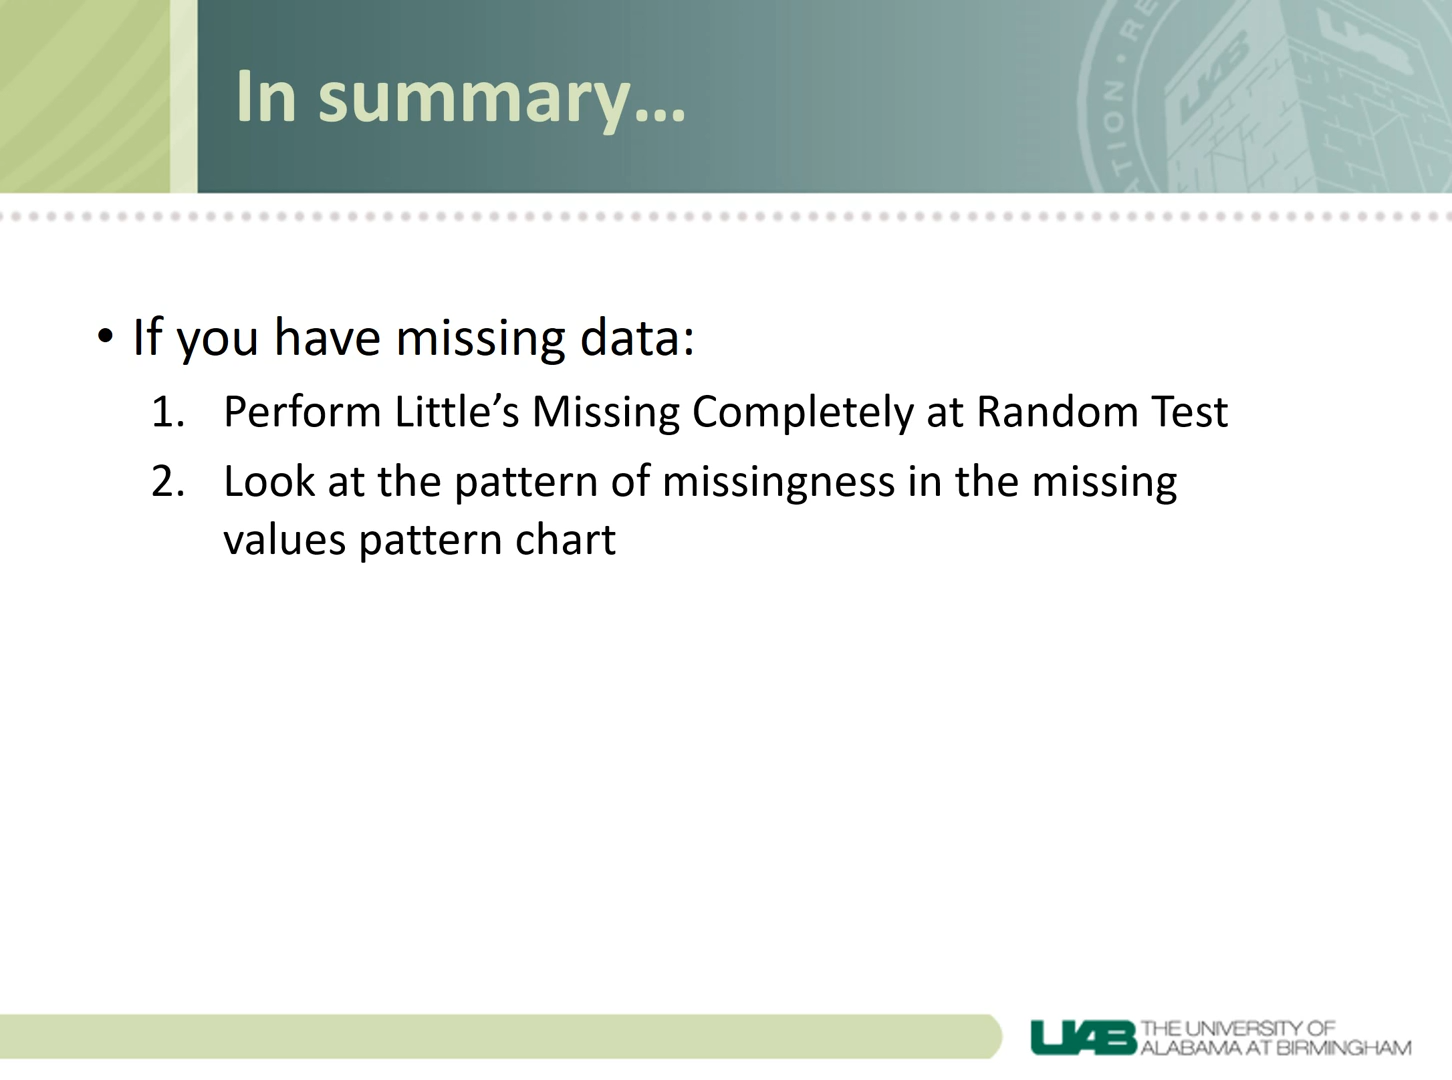 In summary…
• If you have missing data:
1. Perform Little’s Missing Completely at Random Test
2. Look at the pattern of missingness in the missing
values pattern chart
UAB THE UNIVERSITY OF
ALABAMA AT BIRMINGHAM